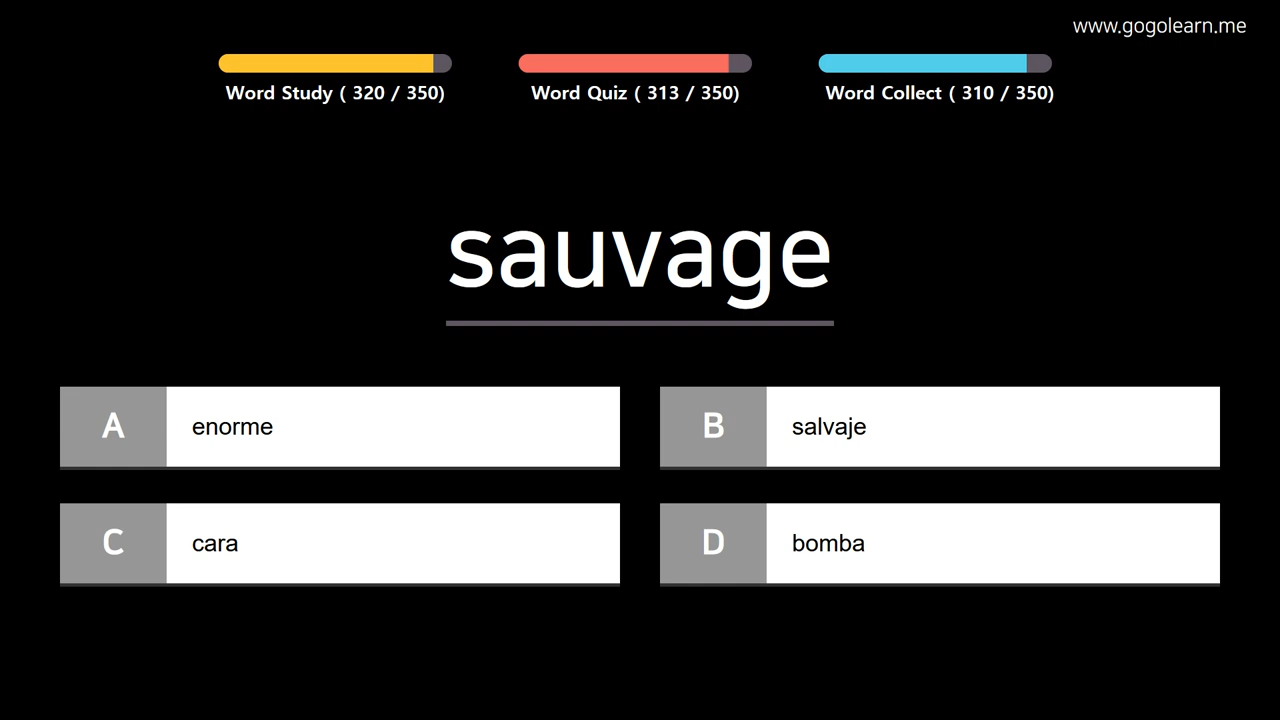 www.gogolearn.me
Word Study ( 320 / 350)
Word Quiz ( 313 / 350)
Word Collect ( 310 / 350)
sauvage
A enorme
B salvaje
C cara
D bomba